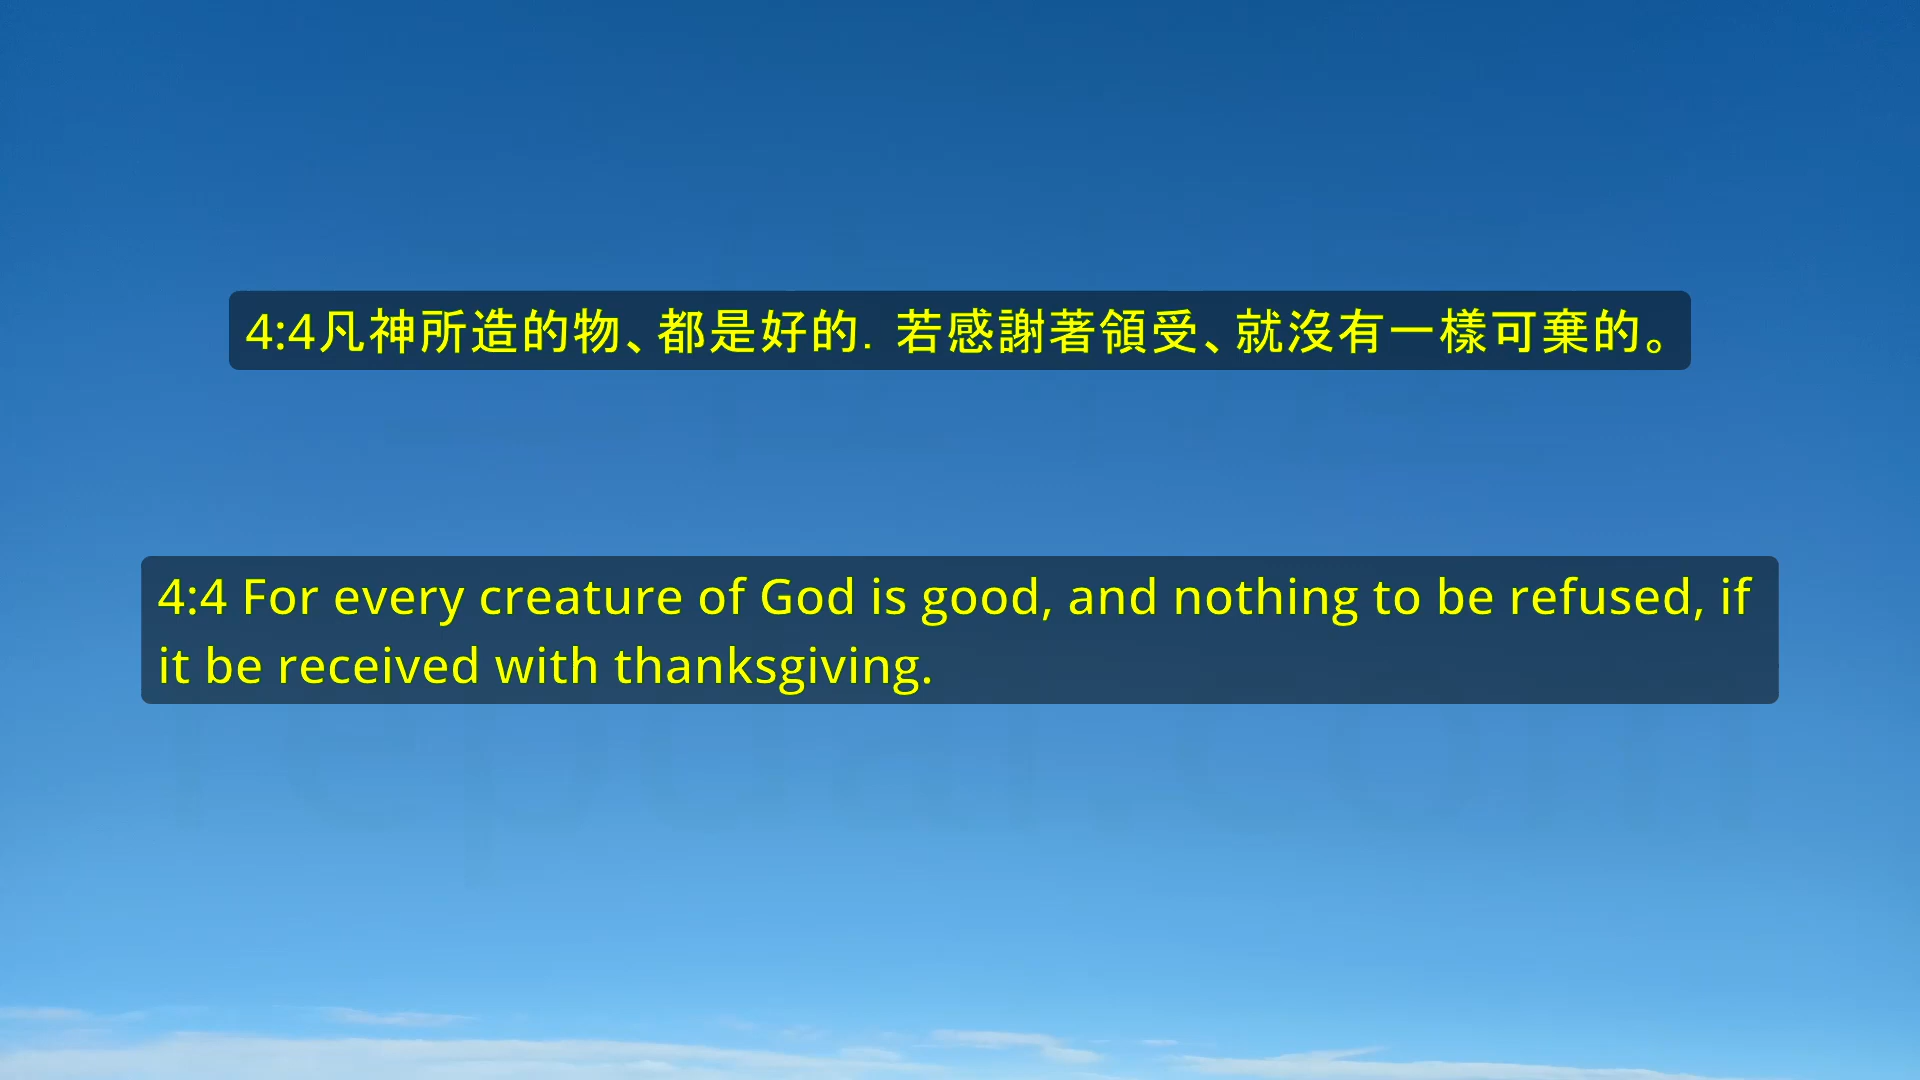 4:4凡神所造的物、都是好的．若感謝著領受、就沒有一樣可棄的。
4:4 For every creature of God is good, and nothing to be refused, if
it be received with thanksgiving.